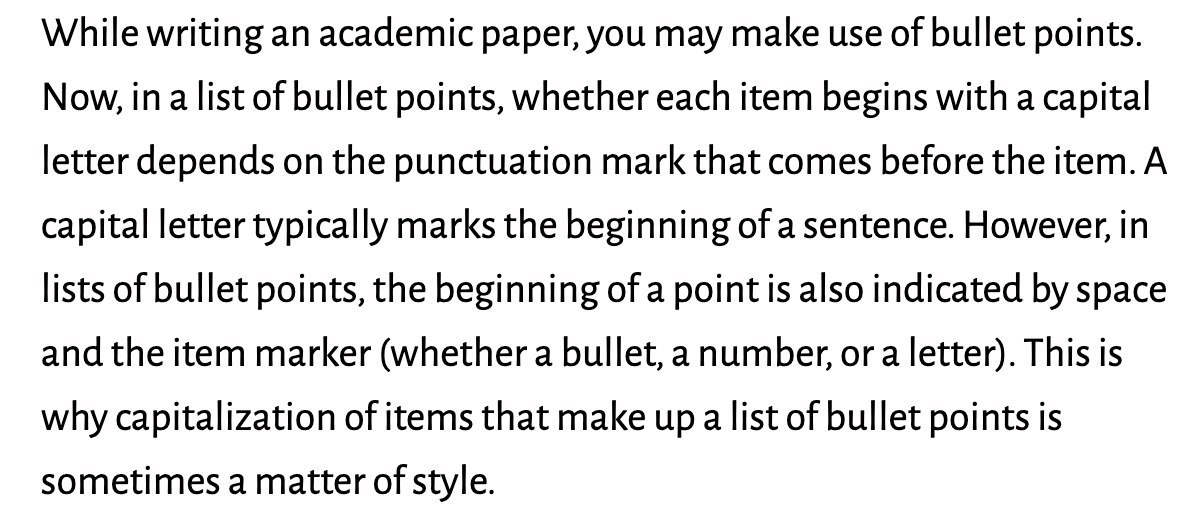 While writing an academic paper, you may make use of bullet points.
Now, in a list of bullet points, whether each item begins with a capital
letter depends on the punctuation mark that comes before the item. A
capital letter typically marks the beginning of a sentence. However, in
lists of bullet points, the beginning of a point is also indicated by space
and the item marker (whether a bullet, a number, or a letter). This is
why capitalization of items that make up a list of bullet points is
sometimes a matter of style.